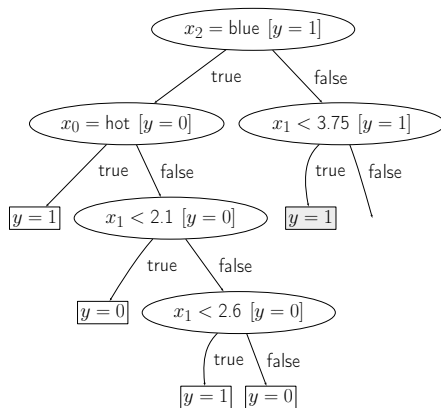 x₂ = blue [y = 1]
true
false
x₀ = hot [y = 0]
x₁ < 3.75 [y = 1]
true
false
true
false
y = 1
x₁ < 2.1 [y = 0]
y = 1
true
false
y = 0
x₁ < 2.6 [y = 0]
true
false
y = 1
y = 0